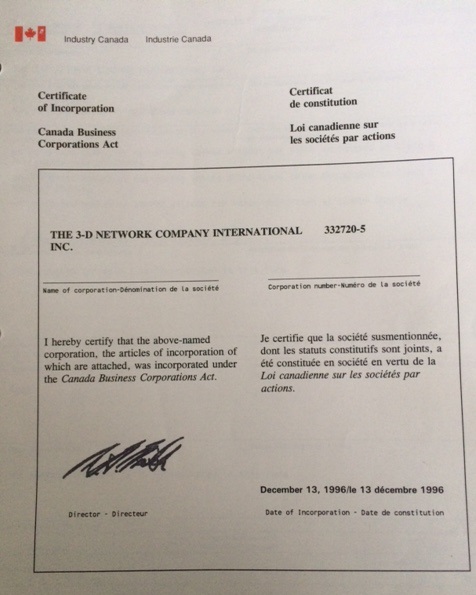 Industry Canada Industrie Canada
Certificate
of Incorporation
Canada Business
Corporations Act
Certificat
de constitution
Loi canadienne sur
les sociétés par actions
THE 3-D NETWORK COMPANY INTERNATIONAL 332720-5
INC.
Name of corporation-Dénomination de la société
Corporation number-Numéro de la société
I hereby certify that the above-named
corporation, the articles of incorporation of
which are attached, was incorporated under
the Canada Business Corporations Act.
Je certifie que la société susmentionnée,
dont les statuts constitutifs sont joints, a
été constituée en société en vertu de la
Loi canadienne sur les sociétés par
actions.
December 13, 1996/le 13 décembre 1996
Director - Directeur
Date of Incorporation - Date de constitution